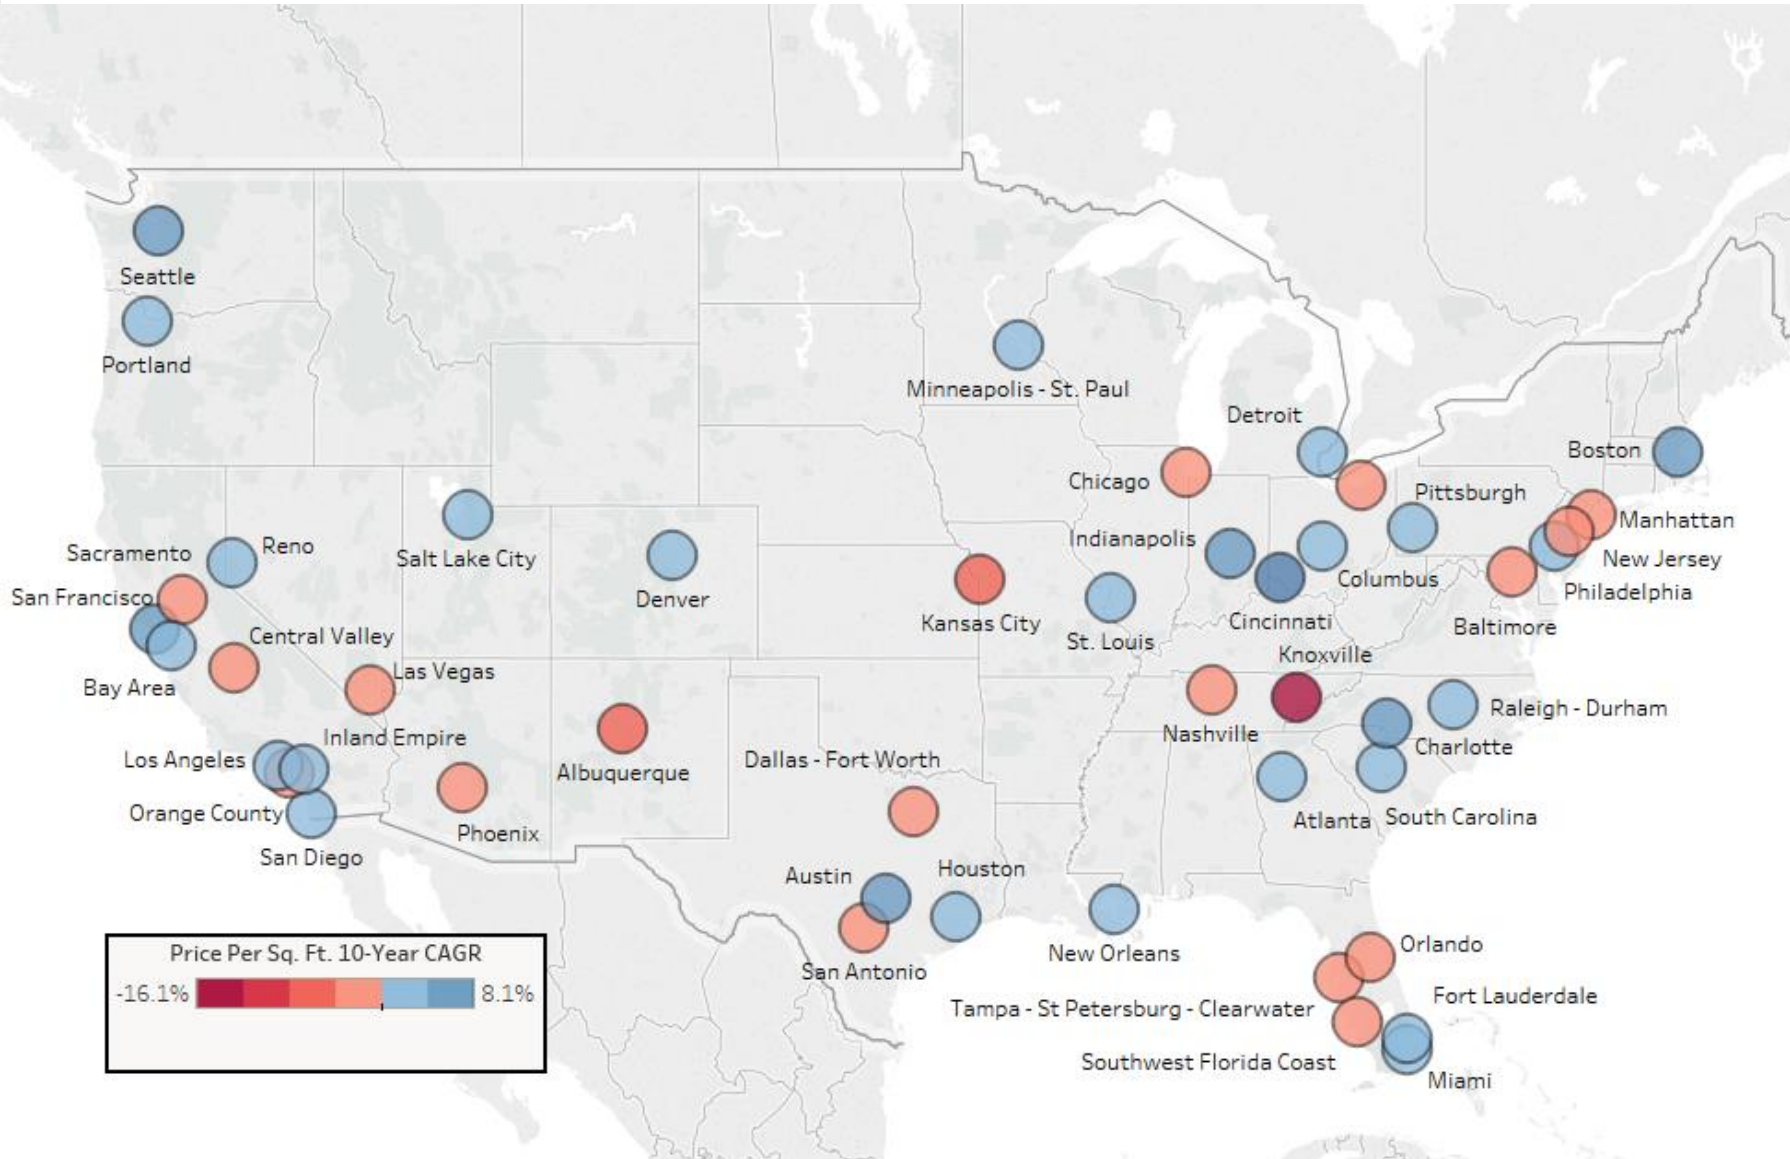 Seattle
Portland
Minneapolis - St. Paul
Detroit
Boston
Chicago
Pittsburgh
Manhattan
Indianapolis
Reno
Sacramento
Salt Lake City
New Jersey
Columbus
Philadelphia
San Francisco
Denver
Kansas City
Cincinnati
Baltimore
Central Valley
St. Louis
Knoxville
Las Vegas
Bay Area
Raleigh - Durham
Nashville
Inland Empire
Charlotte
Los Angeles
Dallas - Fort Worth
Albuquerque
Orange County
South Carolina
Atlanta
Phoenix
San Diego
Houston
Austin
Orlando
New Orleans
Price Per Sq. Ft. 10-Year CAGR
San Antonio
-16.1%
8.1%
Fort Lauderdale
Tampa - St Petersburg - Clearwater
Southwest Florida Coast
Miami